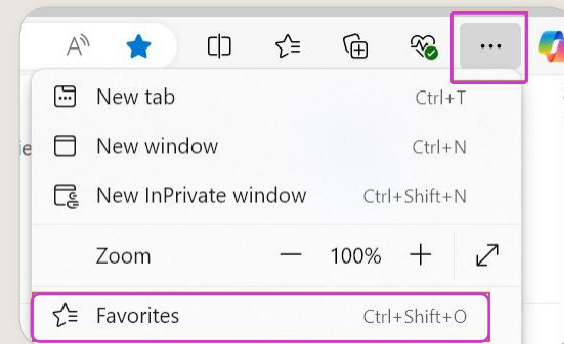 A
New tab Ctrl+T
New window Ctrl+N
New InPrivate window Ctrl+Shift+N
Zoom — 100% +
Favorites Ctrl+Shift+O